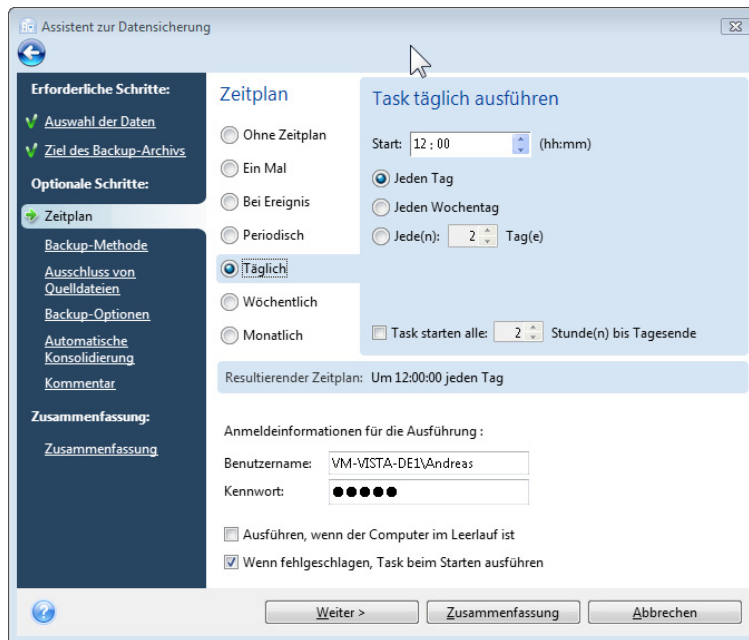 Assistent zur Datensicherung
Erforderliche Schritte:
Auswahl der Daten
Ziel des Backup-Archivs
Optionale Schritte:
Zeitplan
Backup-Methode
Ausschluss von
Quelldateien
Backup-Optionen
Automatische
Konsolidierung
Kommentar
Zusammenfassung:
Zusammenfassung
Zeitplan
Ohne Zeitplan
Ein Mal
Bei Ereignis
Periodisch
Täglich
Wöchentlich
Monatlich
Task täglich ausführen
Start: 12:00 (hh:mm)
Jeden Tag
Jeden Wochentag
Jede(n): 2 Tag(e)
Task starten alle: 2 Stunde(n) bis Tagesende
Resultierender Zeitplan: Um 12:00:00 jeden Tag
Anmeldeinformationen für die Ausführung :
Benutzername: VM-VISTA-DE1\Andreas
Kennwort: ●●●●●
Ausführen, wenn der Computer im Leerlauf ist
Wenn fehlgeschlagen, Task beim Starten ausführen
Weiter > Zusammenfassung Abbrechen